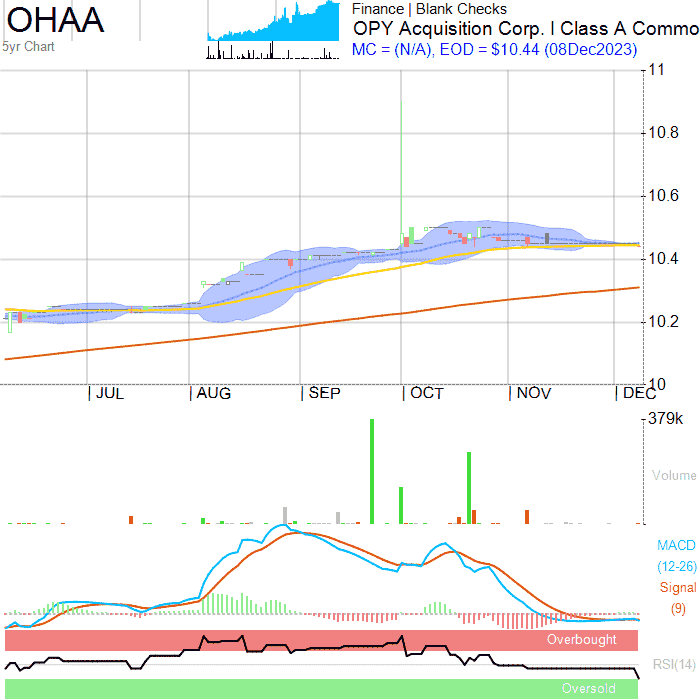 OHAA
5yr Chart
Finance | Blank Checks
OPY Acquisition Corp. I Class A Commo
MC = (N/A), EOD = $10.44 (08Dec2023)
11
10.8
10.6
10.4
10.2
10
JUL
AUG
SEP
OCT
NOV
DEC
379k
Volume
MACD
(12-26)
Signal
(9)
Overbought
RSI(14)
Oversold